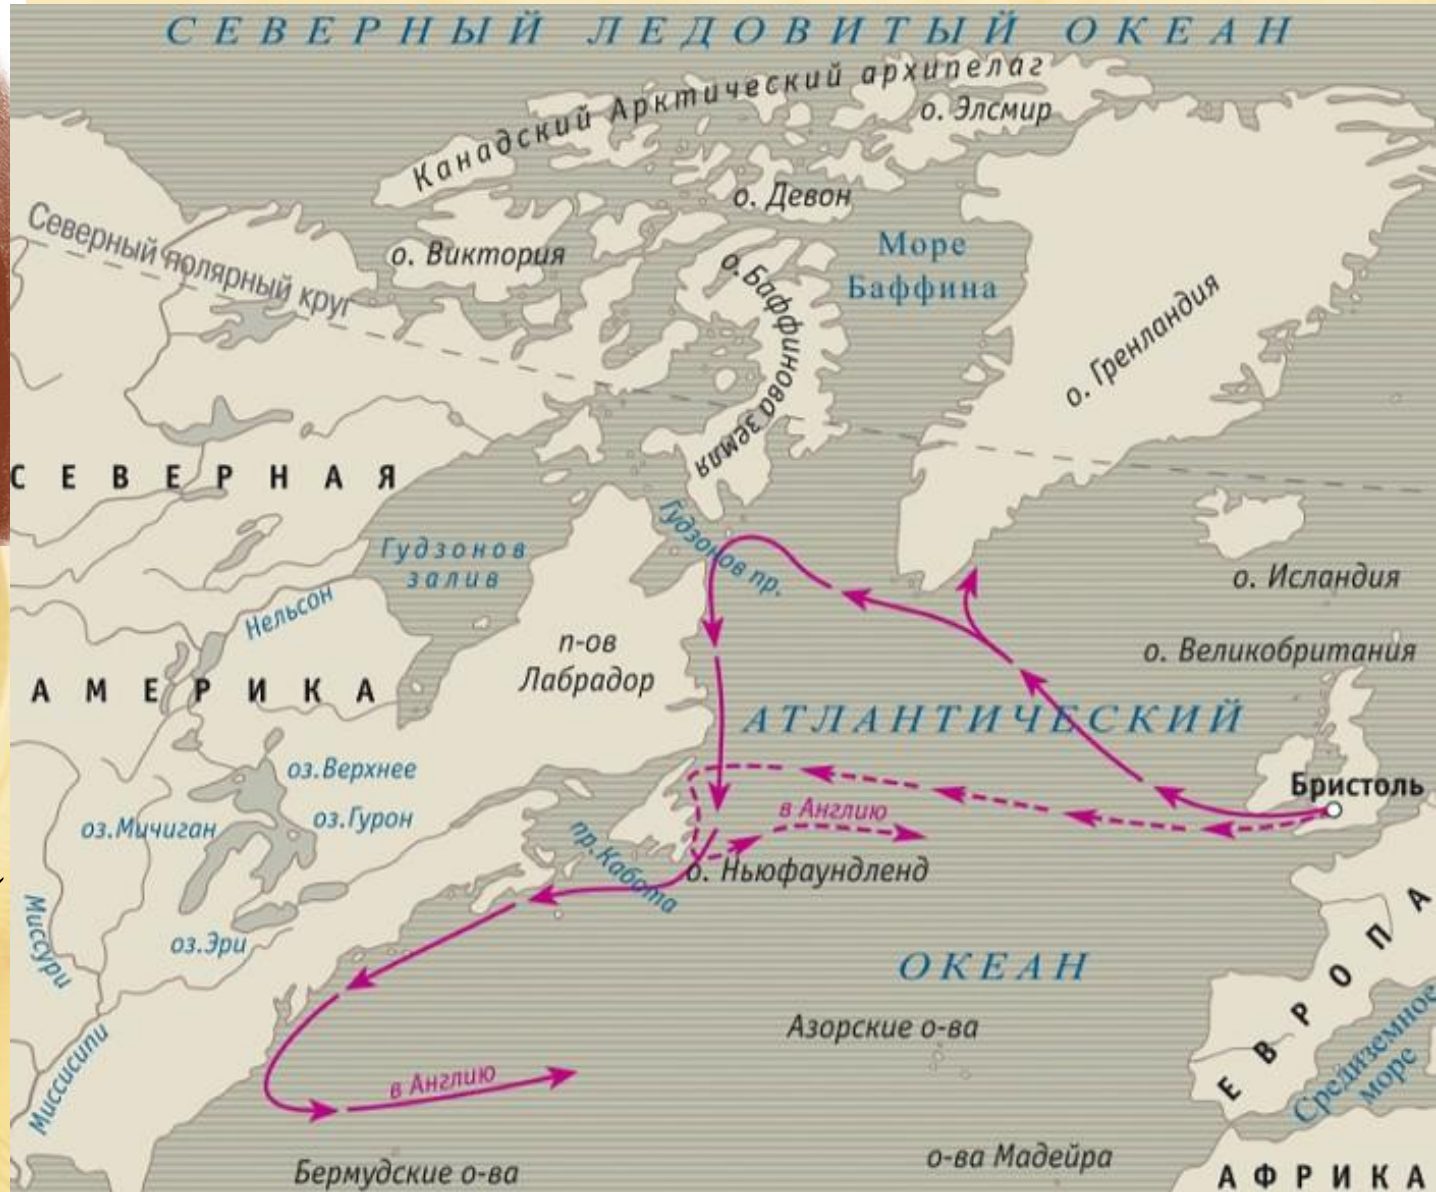 СЕВЕРНЫЙ ЛЕДОВИТЫЙ ОКЕАН
Канадский Арктический архипелаг
о. Элсмир
о. Девон
Северный полярный круг
о. Виктория
о. Баффинова земля
Море
Баффина
о. Гренландия
СЕВЕРНАЯ
Гудзонов пр.
Гудзонов
залив
о. Исландия
Нельсон
п-ов
Лабрадор
о. Великобритания
АМЕРИКА
АТЛАНТИЧЕСКИЙ
оз.Верхнее
Бристоль
оз.Мичиган
оз.Гурон
в Англию
пр.Кабота
о. Ньюфаундленд
Миссури
оз.Эри
ОКЕАН
ЕВРОПА
Азорские о-ва
Средиземное
море
Миссисипи
в Англию
Бермудские о-ва
о-ва Мадейра
АФРИКА